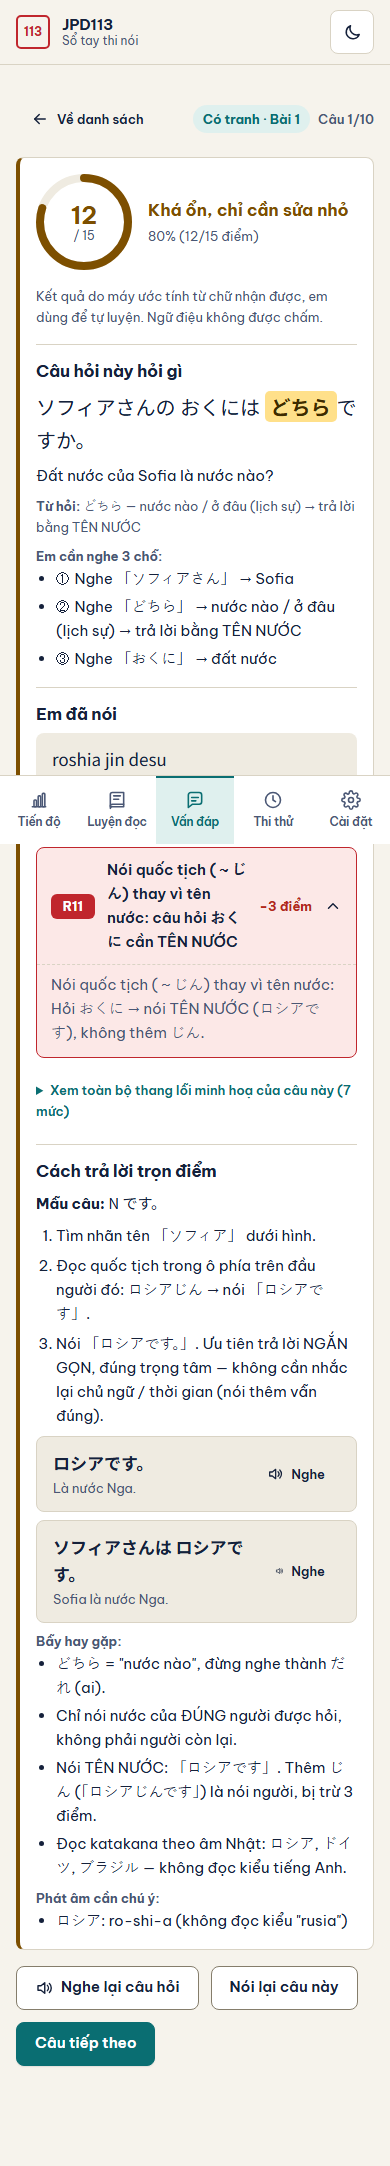 113
JPD113
Sổ tay thi nói
Về danh sách
Có tranh · Bài 1
Câu 1/10
12
/ 15
Khá ổn, chỉ cần sửa nhỏ
80% (12/15 điểm)
Kết quả do máy ước tính từ chữ nhận được, em
dùng để tự luyện. Ngữ điệu không được chấm.
Câu hỏi này hỏi gì
ソフィアさんの おくには どちら で
すか。
Đất nước của Sofia là nước nào?
Từ hỏi: どちら — nước nào / ở đâu (lịch sự) → trả lời
bằng TÊN NƯỚC
Em cần nghe 3 chỗ:
① Nghe 「ソフィアさん」 → Sofia
② Nghe 「どちら」 → nước nào / ở đâu
(lịch sự) → trả lời bằng TÊN NƯỚC
③ Nghe 「おくに」 → đất nước
Em đã nói
roshia jin desu
Tiến độ
Luyện đọc
Vấn đáp
Thi thử
Cài đặt
R11
Nói quốc tịch (～じ
ん) thay vì tên
nước: câu hỏi おく
に cần TÊN NƯỚC
-3 điểm
Nói quốc tịch (～じん) thay vì tên nước:
Hỏi おくに → nói TÊN NƯỚC (ロシアで
す), không thêm じん.
Xem toàn bộ thang lỗi minh hoạ của câu này (7
mức)
Cách trả lời trọn điểm
Mẫu câu: N です。
1. Tìm nhãn tên 「ソフィア」 dưới hình.
2. Đọc quốc tịch trong ô phía trên đầu
người đó: ロシアじん → nói 「ロシアで
す」.
3. Nói 「ロシアです。」. Ưu tiên trả lời NGẮN
GỌN, đúng trọng tâm — không cần nhắc
lại chủ ngữ / thời gian (nói thêm vẫn
đúng).
ロシアです。
Là nước Nga.
Nghe
ソフィアさんは ロシアで
す。
Sofia là nước Nga.
Nghe
Bẫy hay gặp:
どちら = "nước nào", đừng nghe thành だ
れ (ai).
Chỉ nói nước của ĐÚNG người được hỏi,
không phải người còn lại.
Nói TÊN NƯỚC: 「ロシアです」. Thêm じ
ん (「ロシアじんです」) là nói người, bị trừ 3
điểm.
Đọc katakana theo âm Nhật: ロシア, ドイ
ツ, ブラジル — không đọc kiểu tiếng Anh.
Phát âm cần chú ý:
ロシア: ro-shi-a (không đọc kiểu "rusia")
Nghe lại câu hỏi
Nói lại câu này
Câu tiếp theo